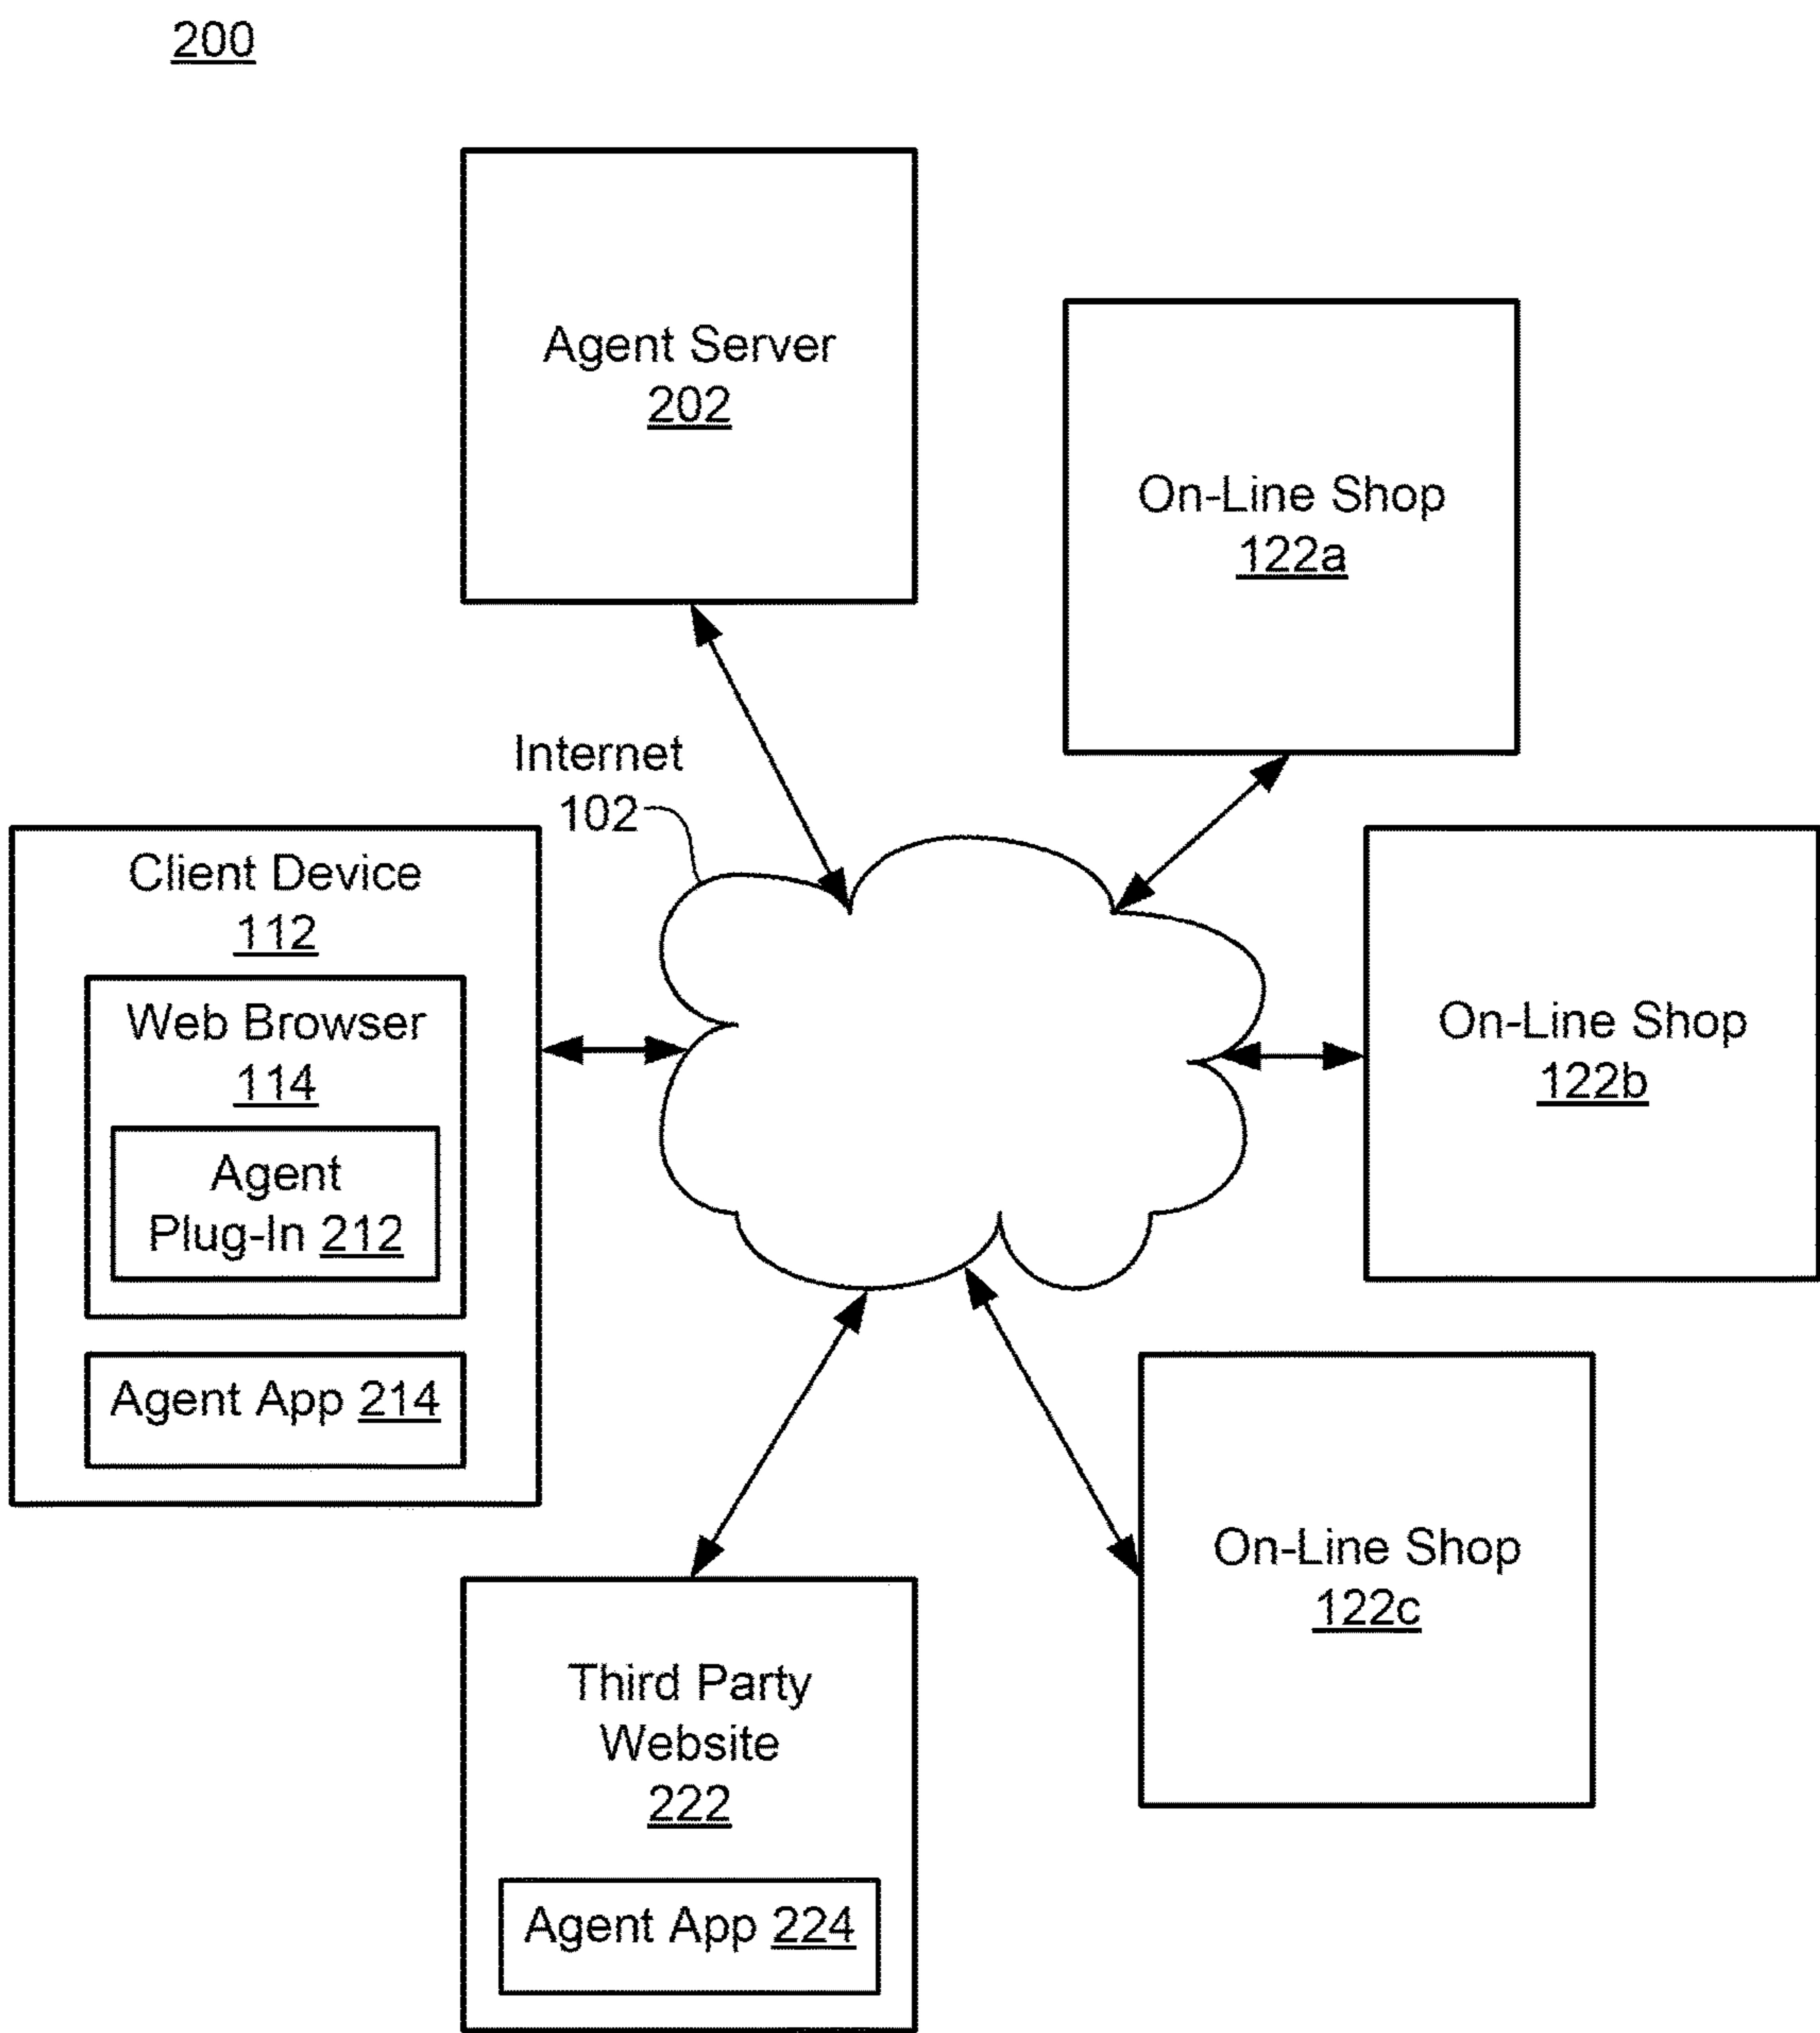 200
Agent Server
202
On-Line Shop
122a
Internet
102
Client Device
112
Web Browser
114
Agent
Plug-In 212
Agent App 214
On-Line Shop
122b
On-Line Shop
122c
Third Party
Website
222
Agent App 224